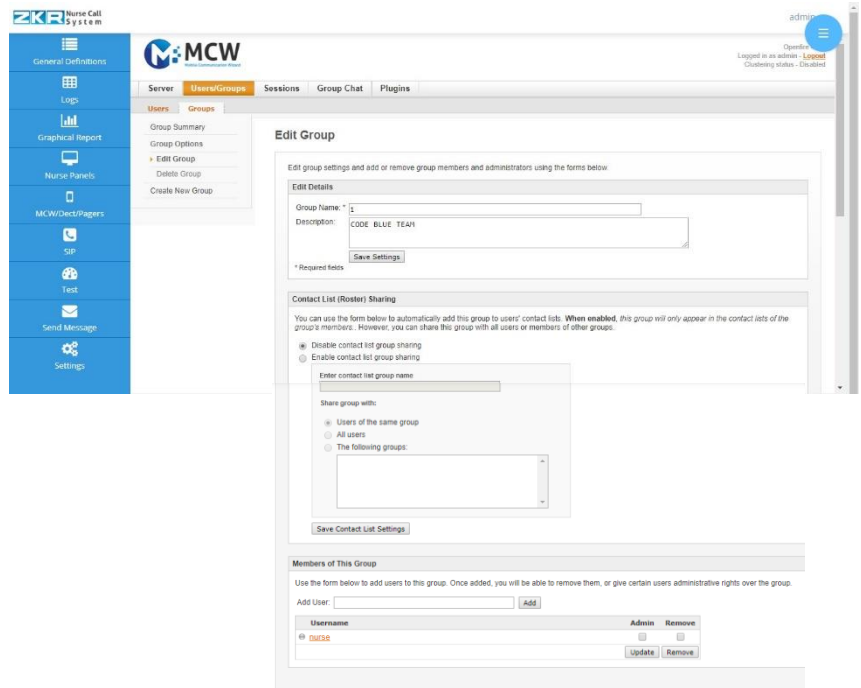 ZKR Nurse Call
System
admin
General Definitions
Logs
Graphical Report
Nurse Panels
MCW/Dect/Pagers
SIP
Test
Send Message
Settings
MCW
Openfire
Logged in as admin - Logout
Clustering status - Disabled
Server Users/Groups Sessions Group Chat Plugins
Users Groups
Group Summary
Group Options
Edit Group
Delete Group
Create New Group
Edit Group
Edit group settings and add or remove group members and administrators using the forms below.
Edit Details
Group Name: * 1
Description: CODE BLUE TEAM
Save Settings
* Required fields
Contact List (Roster) Sharing
You can use the form below to automatically add this group to users' contact lists. When enabled, this group will only appear in the contact lists of the
group's members.. However, you can share this group with all users or members of other groups.
Disable contact list group sharing
Enable contact list group sharing
Enter contact list group name
Share group with:
Users of the same group
All users
The following groups:
Save Contact List Settings
Members of This Group
Use the form below to add users to this group. Once added, you will be able to remove them, or give certain users administrative rights over the group.
Add User: Add
Username Admin Remove
nurse
Update Remove